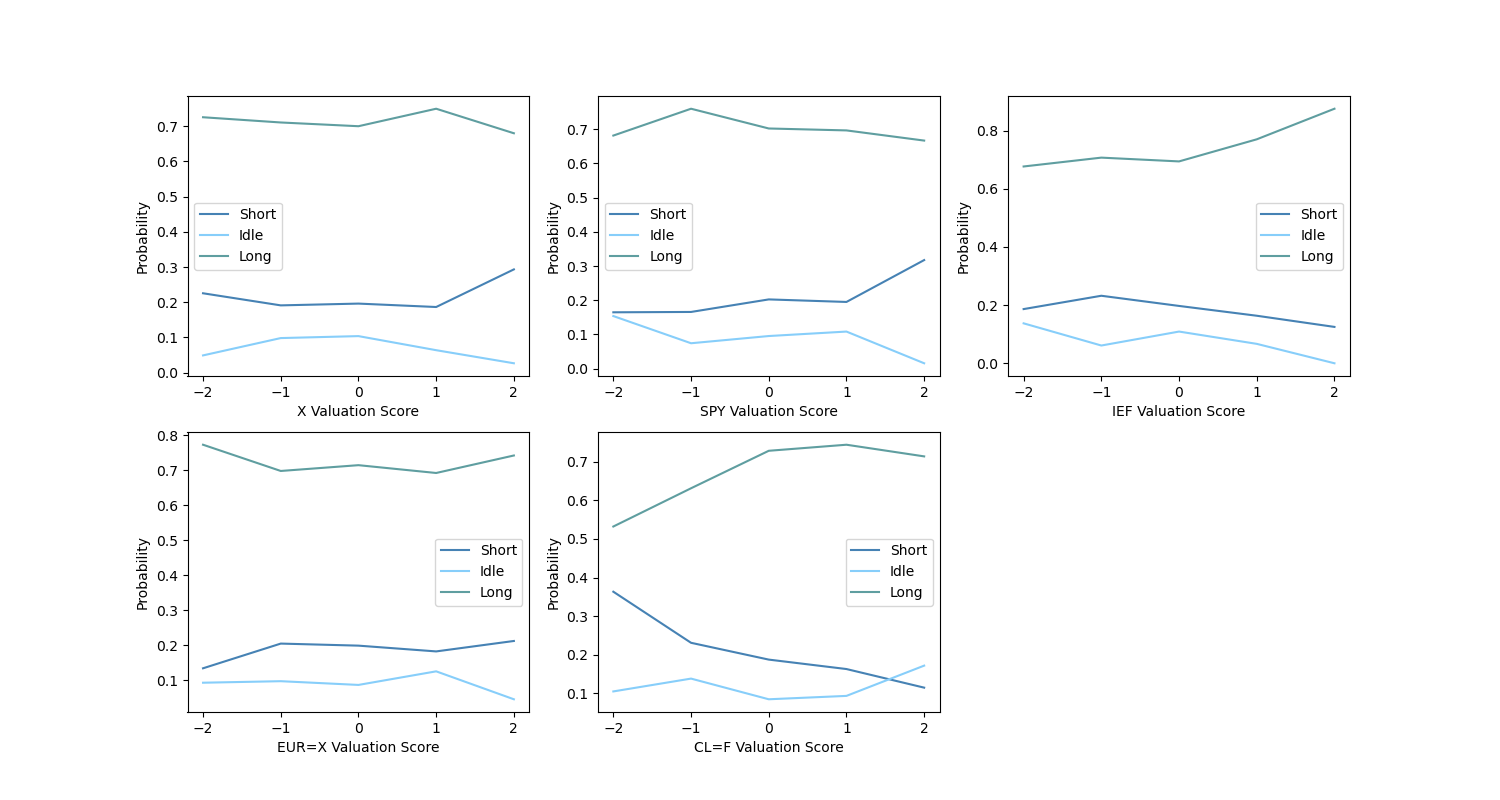 Probability
0.7
0.6
0.5
0.4
0.3
0.2
0.1
0.0
Short
Idle
Long
−2 −1 0 1 2
X Valuation Score
Probability
0.7
0.6
0.5
0.4
0.3
0.2
0.1
0.0
Short
Idle
Long
−2 −1 0 1 2
SPY Valuation Score
Probability
0.8
0.6
0.4
0.2
0.0
Short
Idle
Long
−2 −1 0 1 2
IEF Valuation Score
Probability
0.8
0.7
0.6
0.5
0.4
0.3
0.2
0.1
Short
Idle
Long
−2 −1 0 1 2
EUR=X Valuation Score
Probability
0.7
0.6
0.5
0.4
0.3
0.2
0.1
Short
Idle
Long
−2 −1 0 1 2
CL=F Valuation Score